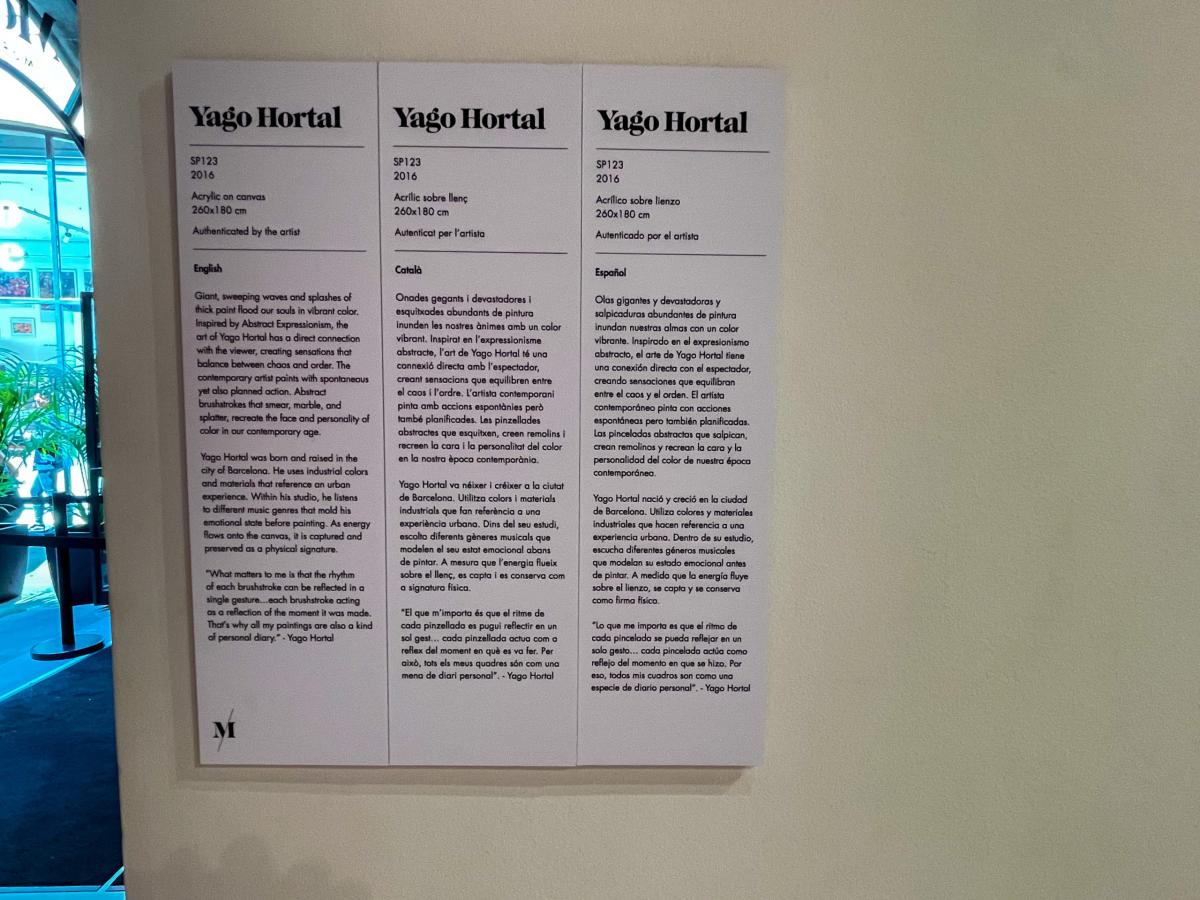 Yago Hortal
SP123
2016
Acrylic on canvas
260x180 cm
Authenticated by the artist
English
Giant, sweeping waves and splashes of
thick paint flood our souls in vibrant color.
Inspired by Abstract Expressionism, the
art of Yago Hortal has a direct connection
with the viewer, creating sensations that
balance between chaos and order. The
contemporary artist paints with spontaneous
yet also planned action. Abstract
brushstrokes that smear, marble, and
splatter, recreate the face and personality of
color in our contemporary age.
Yago Hortal was born and raised in the
city of Barcelona. He uses industrial colors
and materials that reference an urban
experience. Within his studio, he listens
to different music genres that mold his
emotional state before painting. As energy
flows onto the canvas, it is captured and
preserved as a physical signature.
"What matters to me is that the rhythm
of each brushstroke can be reflected in a
single gesture...each brushstroke acting
as a reflection of the moment it was made.
That's why all my paintings are also a kind
of personal diary." - Yago Hortal
M
Yago Hortal
SP123
2016
Acrílic sobre llenç
260x180 cm
Autenticat per l'artista
Català
Onades gegants i devastadores i
esquitxades abundants de pintura
inunden les nostres ànimes amb un color
vibrant. Inspirat en l'expressionisme
abstracte, l'art de Yago Hortal té una
connexió directa amb l'espectador,
creant sensacions que equilibren entre
el caos i l'ordre. L'artista contemporani
pinta amb accions espontànies però
també planificades. Les pinzellades
abstractes que esquitxen, creen remolins i
recreen la cara i la personalitat del color
en la nostra època contemporània.
Yago Hortal va néixer i créixer a la ciutat
de Barcelona. Utilitza colors i materials
industrials que fan referència a una
experiència urbana. Dins del seu estudi,
escolta diferents gèneres musicals que
modelen el seu estat emocional abans
de pintar. A mesura que l'energia flueix
sobre el llenç, es capta i es conserva com
a signatura física.
"El que m'importa és que el ritme de
cada pinzellada es pugui reflectir en un
sol gest... cada pinzellada actua com a
reflex del moment en què es va fer. Per
això, tots els meus quadres són com una
mena de diari personal". - Yago Hortal
Yago Hortal
SP123
2016
Acrílico sobre lienzo
260x180 cm
Autenticado por el artista
Español
Olas gigantes y devastadoras y
salpicaduras abundantes de pintura
inundan nuestras almas con un color
vibrante. Inspirado en el expresionismo
abstracto, el arte de Yago Hortal tiene
una conexión directa con el espectador,
creando sensaciones que equilibran
entre el caos y el orden. El artista
contemporáneo pinta con acciones
espontáneas pero también planificadas.
Las pinceladas abstractas que salpican,
crean remolinos y recrean la cara y la
personalidad del color de nuestra época
contemporánea.
Yago Hortal nació y creció en la ciudad
de Barcelona. Utiliza colores y materiales
industriales que hacen referencia a una
experiencia urbana. Dentro de su estudio,
escucha diferentes géneros musicales
que modelan su estado emocional antes
de pintar. A medida que la energía fluye
sobre el lienzo, se capta y se conserva
como firma física.
"Lo que me importa es que el ritmo de
cada pincelada se pueda reflejar en un
solo gesto... cada pincelada actúa como
reflejo del momento en que se hizo. Por
eso, todos mis cuadros son como una
especie de diario personal". - Yago Hortal